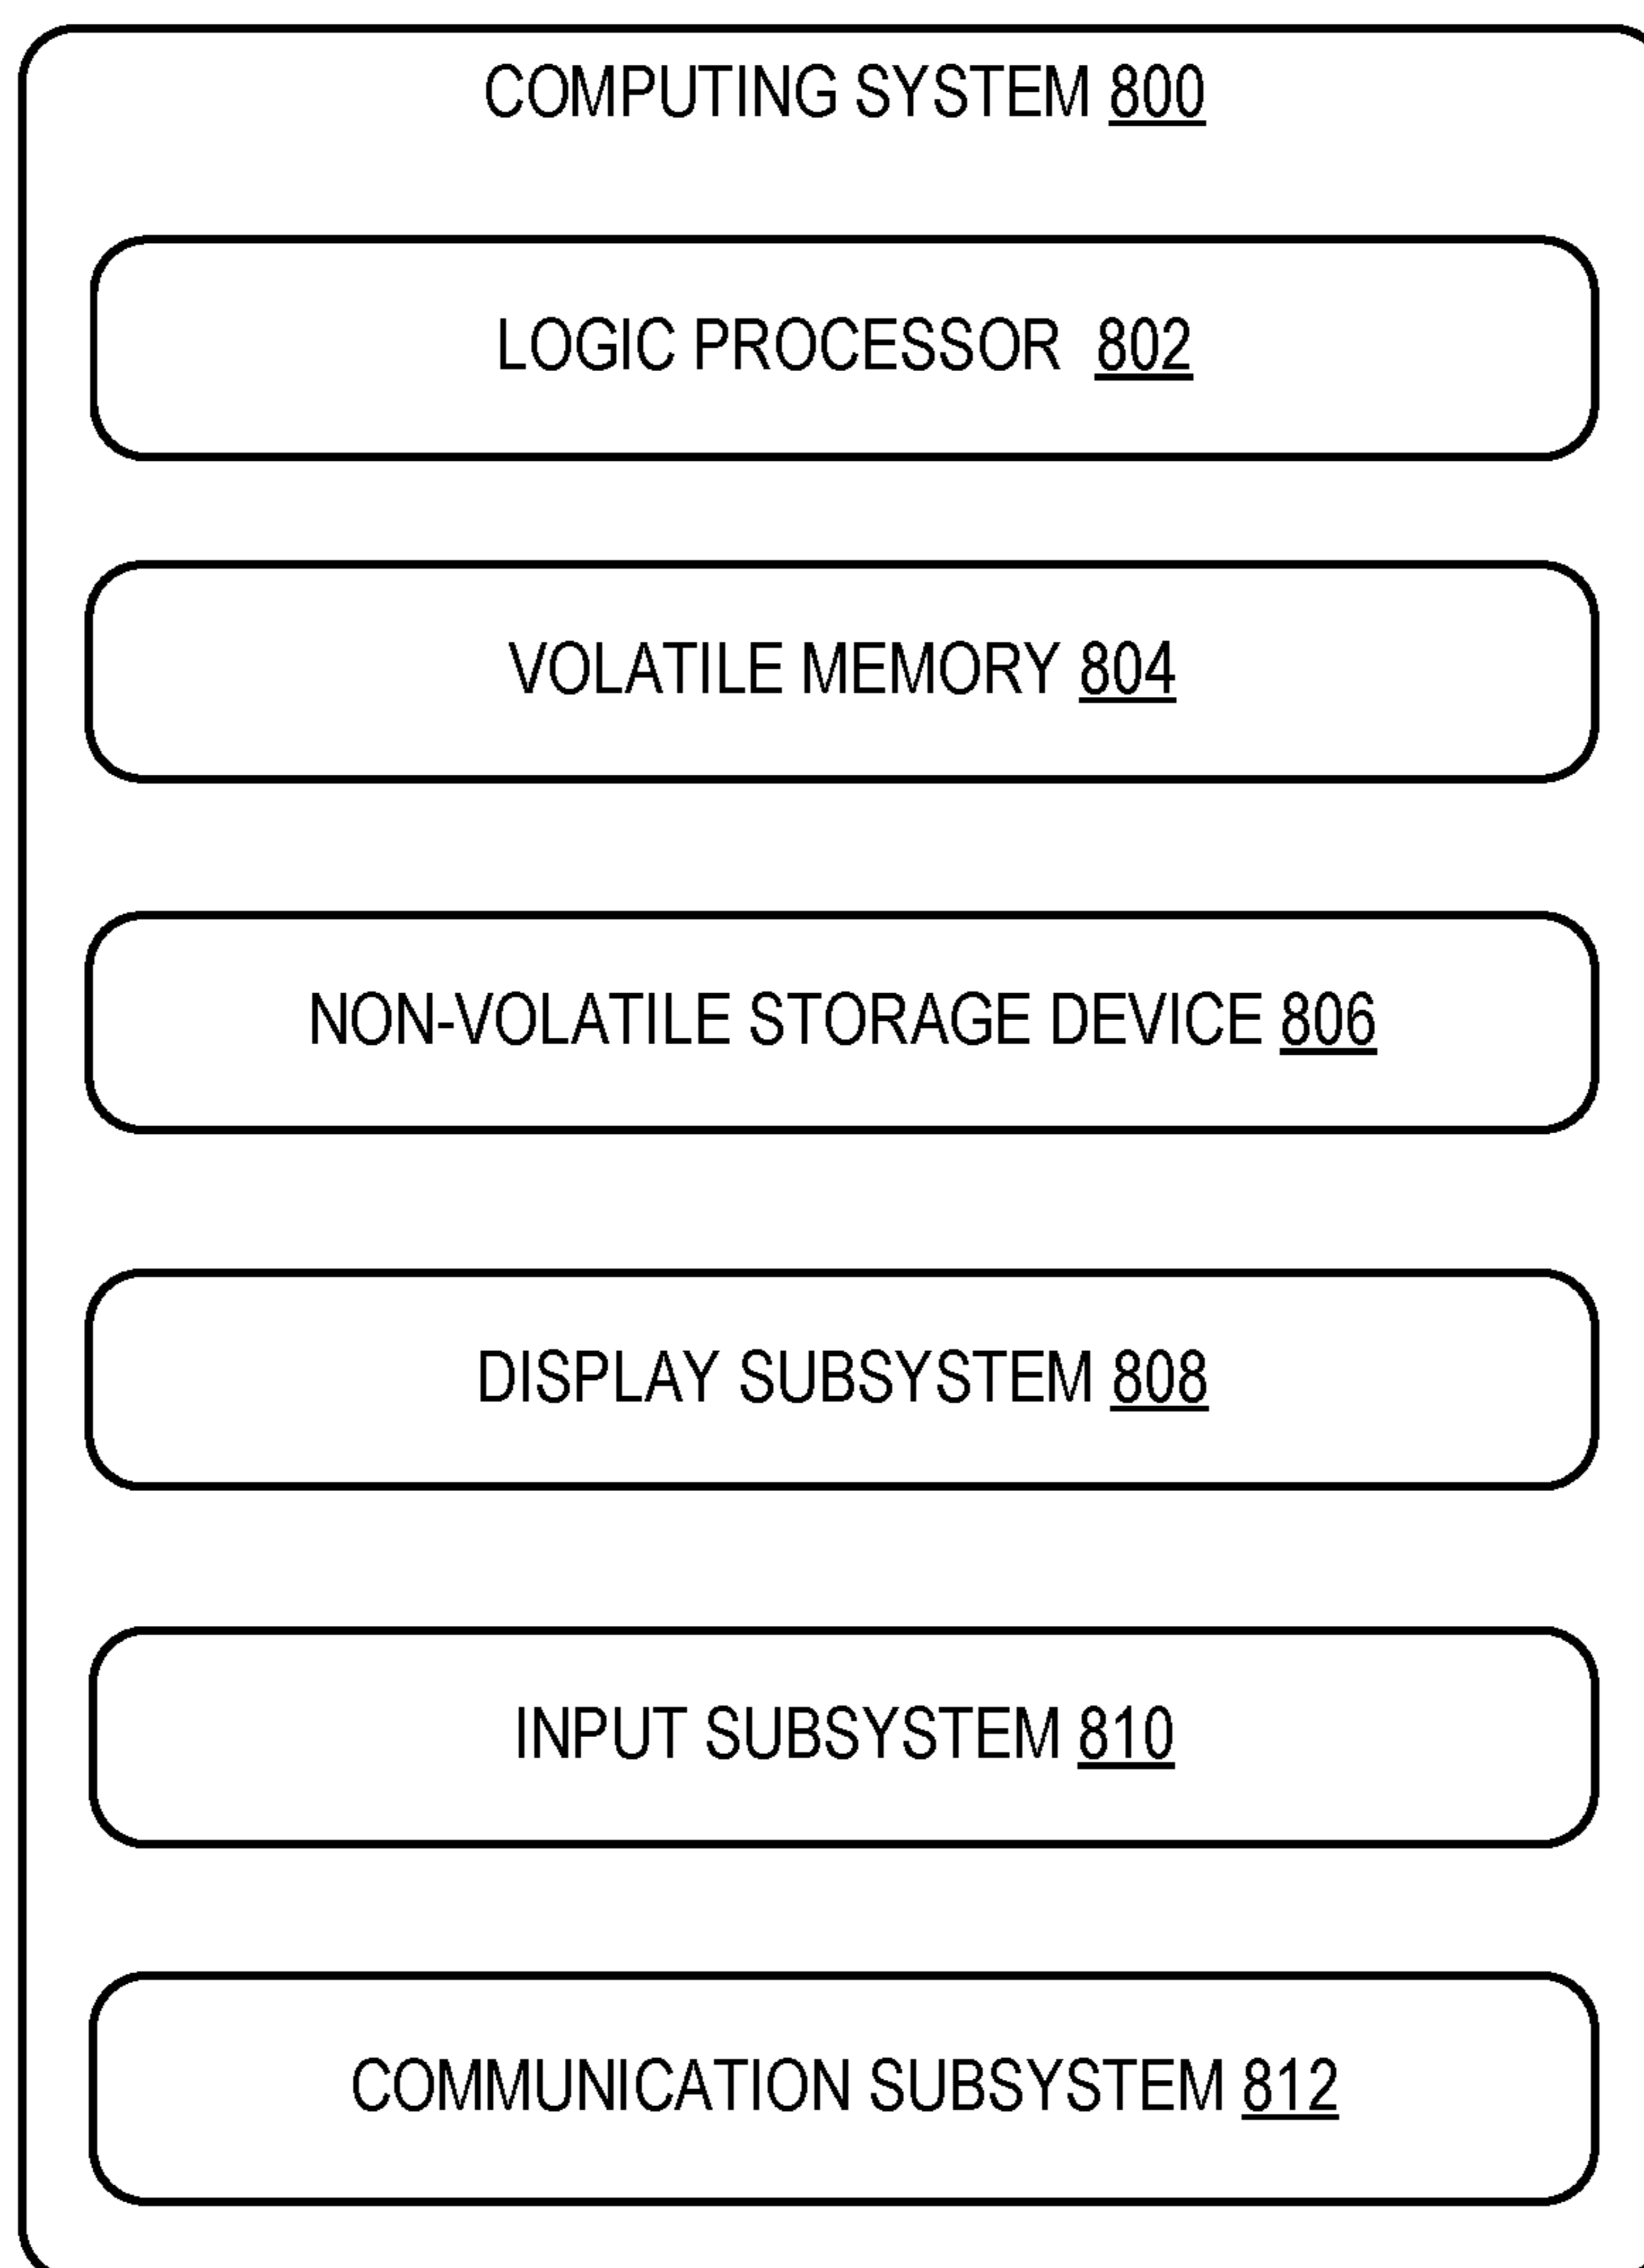 COMPUTING SYSTEM 800
LOGIC PROCESSOR 802
VOLATILE MEMORY 804
NON-VOLATILE STORAGE DEVICE 806
DISPLAY SUBSYSTEM 808
INPUT SUBSYSTEM 810
COMMUNICATION SUBSYSTEM 812